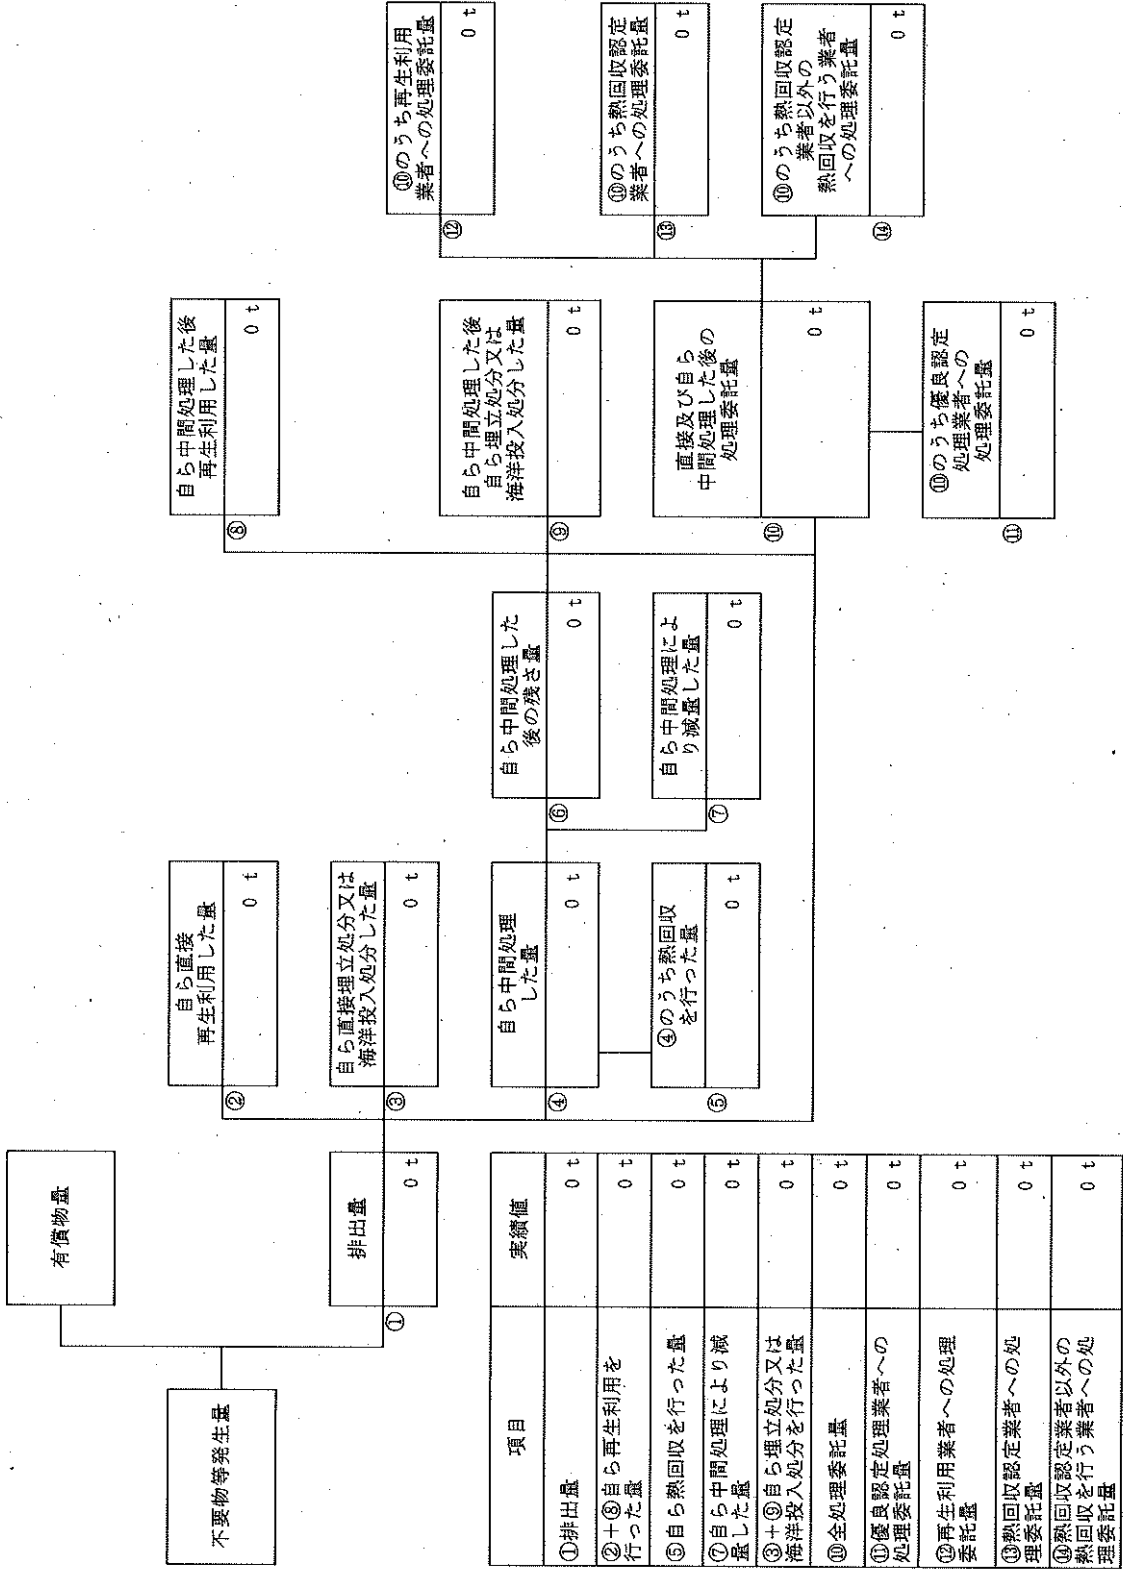 不要物等発生量
有償物量
①
排出量
0 t
②
自ら直接
再生利用した量
0 t
③
自ら直接埋立処分又は
海洋投入処分した量
0 t
④
自ら中間処理
した量
0 t
⑤
④のうち熱回収
を行った量
0 t
⑥
自ら中間処理した
後の残さ量
0 t
⑦
自ら中間処理によ
り減量した量
0 t
⑧
自ら中間処理した後
再生利用した量
0 t
⑨
自ら中間処理した後
自ら埋立処分又は
海洋投入処分した量
0 t
⑩
直接及び自ら
中間処理した後の
処理委託量
0 t
⑪
⑩のうち優良認定
処理業者への
処理委託量
0 t
⑫
⑩のうち再生利用
業者への処理委託量
0 t
⑬
⑩のうち熱回収認定
業者への処理委託量
0 t
⑭
⑩のうち熱回収認定
業者以外の
熱回収を行う業者
への処理委託量
0 t
項目 実績値
①排出量 0 t
②+⑧自ら再生利用を
行った量 0 t
⑤自ら熱回収を行った量 0 t
⑦自ら中間処理により減
量した量 0 t
③+⑨自ら埋立処分又は
海洋投入処分を行った量 0 t
⑩全処理委託量 0 t
⑪優良認定処理業者への
処理委託量 0 t
⑫再生利用業者への処理
委託量 0 t
⑬熱回収認定業者への処
理委託量 0 t
⑭熱回収認定業者以外の
熱回収を行う業者への処
理委託量 0 t